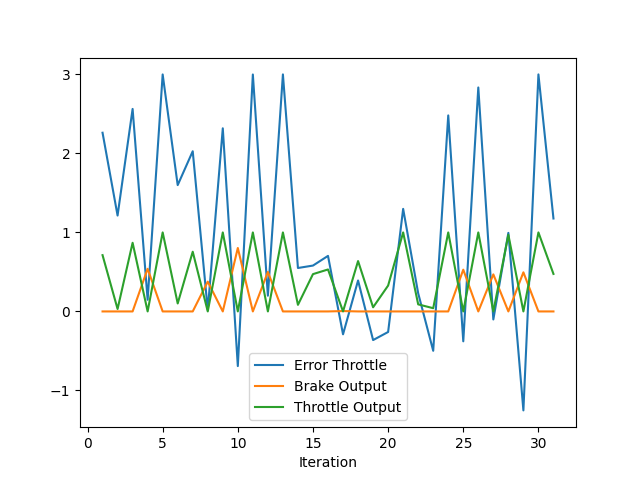 3
2
1
0
−1
0 5 10 15 20 25 30
Iteration
Error Throttle
Brake Output
Throttle Output